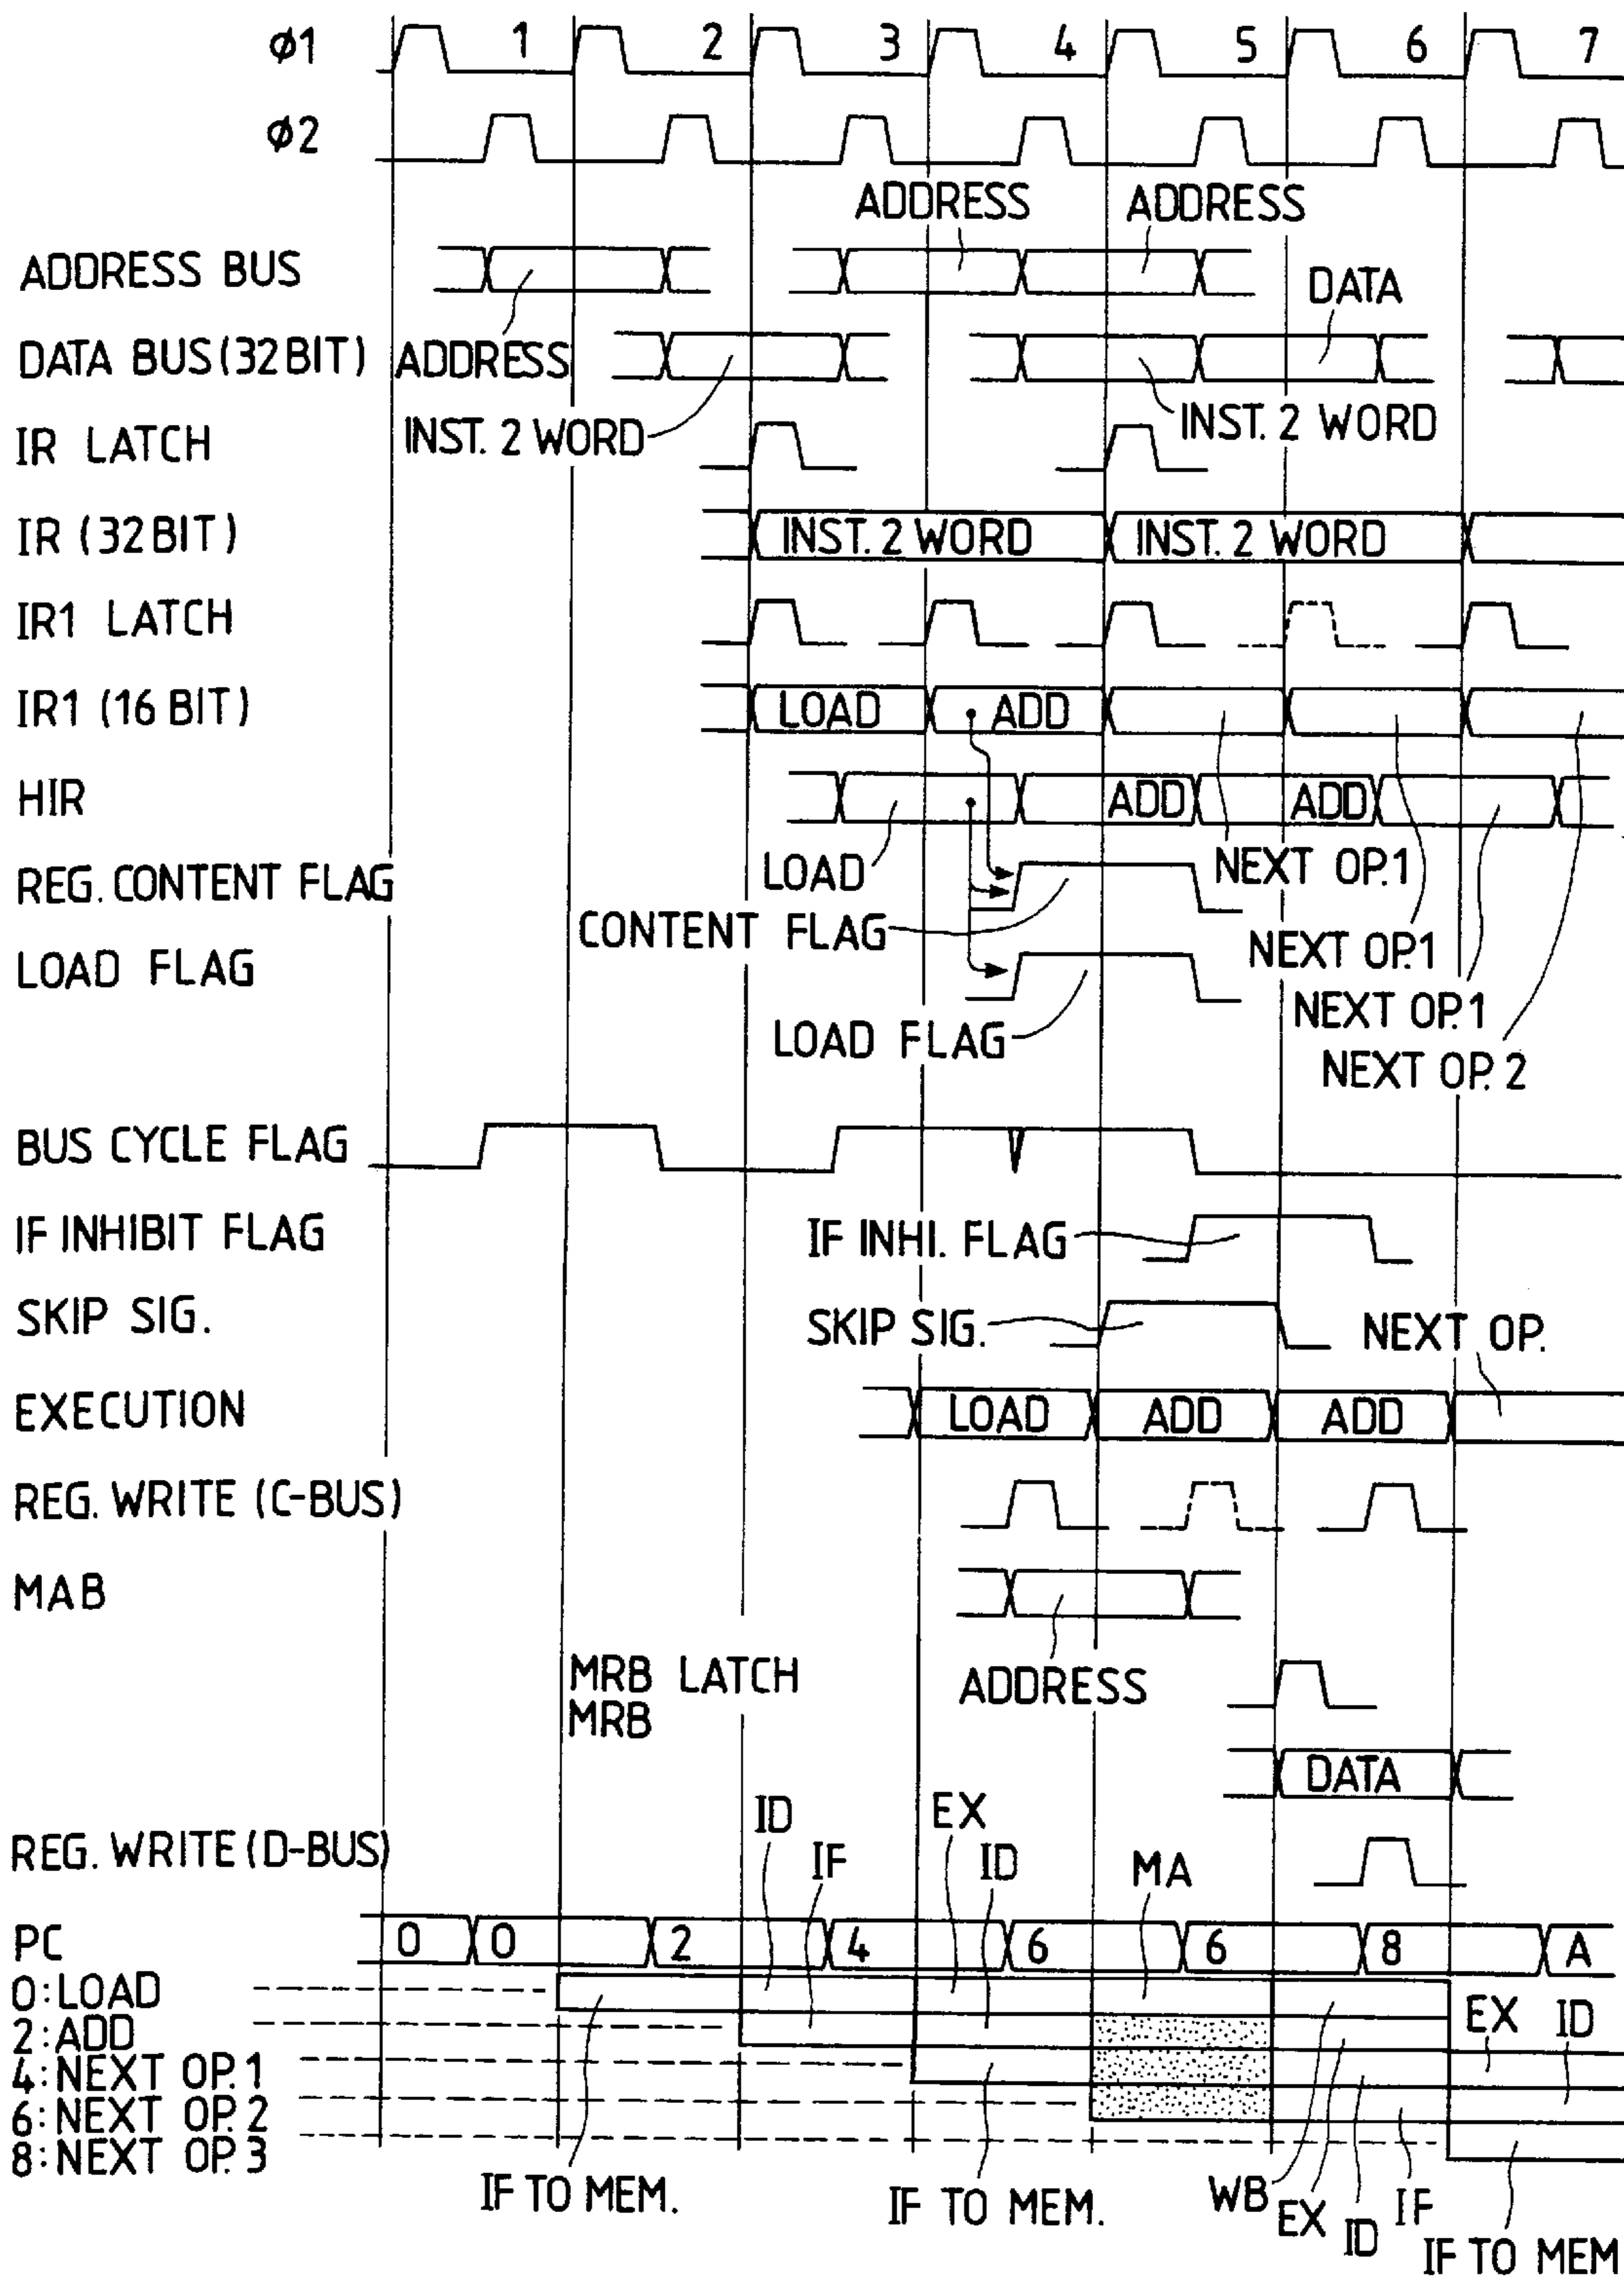 ø1 1 2 3 4 5 6 7
ø2
ADDRESS ADDRESS
ADDRESS BUS
DATA
DATA BUS(32BIT) ADDRESS
INST. 2 WORD INST. 2 WORD
IR LATCH
IR (32BIT) INST. 2 WORD INST. 2 WORD
IR1 LATCH
IR1 (16 BIT) LOAD ADD
HIR ADD ADD
LOAD NEXT OP.1
REG. CONTENT FLAG
CONTENT FLAG NEXT OP.1
LOAD FLAG
NEXT OP.1
LOAD FLAG
NEXT OP. 2
BUS CYCLE FLAG
IF INHIBIT FLAG IF INHI. FLAG
SKIP SIG. SKIP SIG. NEXT OP.
EXECUTION LOAD ADD ADD
REG. WRITE (C-BUS)
MAB
MRB LATCH ADDRESS
MRB
DATA
ID EX
REG. WRITE (D-BUS) IF ID MA
PC 0 0 2 4 6 6 8 A
0:LOAD
EX ID
2:ADD
4:NEXT OP.1
6:NEXT OP. 2
8:NEXT OP. 3
IF TO MEM. IF TO MEM. WB EX ID IF
IF TO MEM